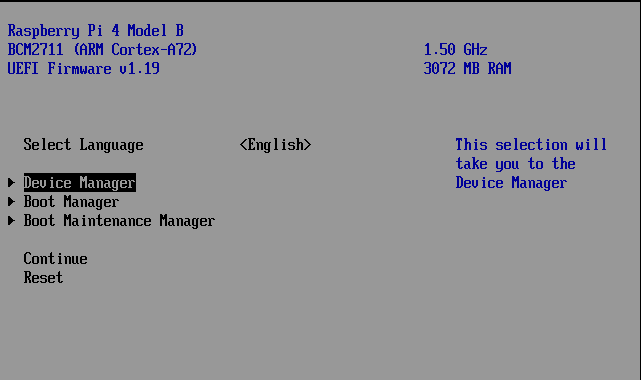 Raspberry Pi 4 Model B
BCM2711 (ARM Cortex-A72) 1.50 GHz
UEFI Firmware v1.19 3072 MB RAM
Select Language <English> This selection will
take you to the
Device Manager Device Manager
Boot Manager
Boot Maintenance Manager
Continue
Reset